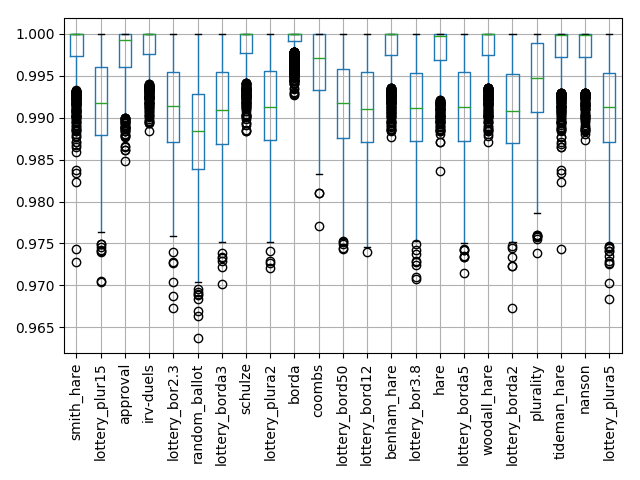 1.000
0.995
0.990
0.985
0.980
0.975
0.970
0.965
smith_hare
lottery_plur15
approval
irv-duels
lottery_bor2.3
random_ballot
lottery_borda3
schulze
lottery_plura2
borda
coombs
lottery_bord50
lottery_bord12
benham_hare
lottery_bor3.8
hare
lottery_borda5
woodall_hare
lottery_borda2
plurality
tideman_hare
nanson
lottery_plura5